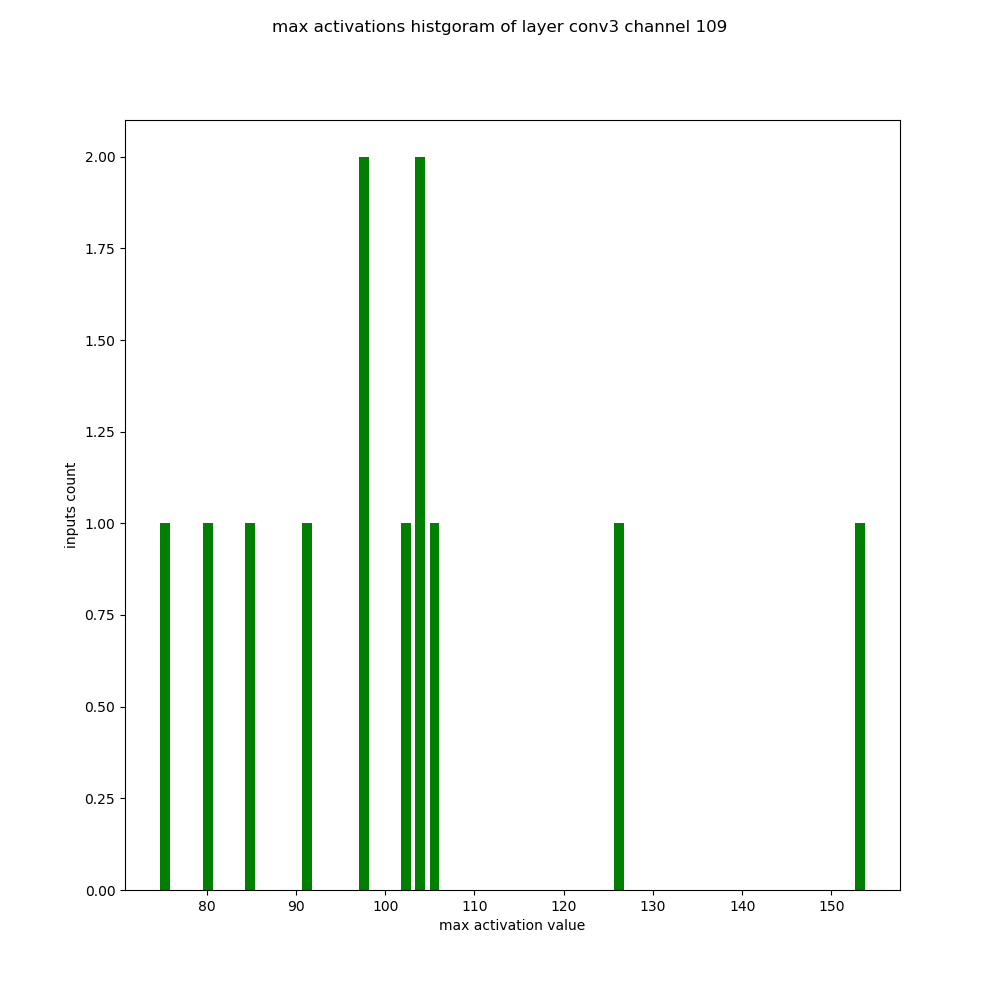 max activations histgoram of layer conv3 channel 109
2.00
1.75
1.50
1.25
1.00
0.75
0.50
0.25
0.00
inputs count
80 90 100 110 120 130 140 150
max activation value